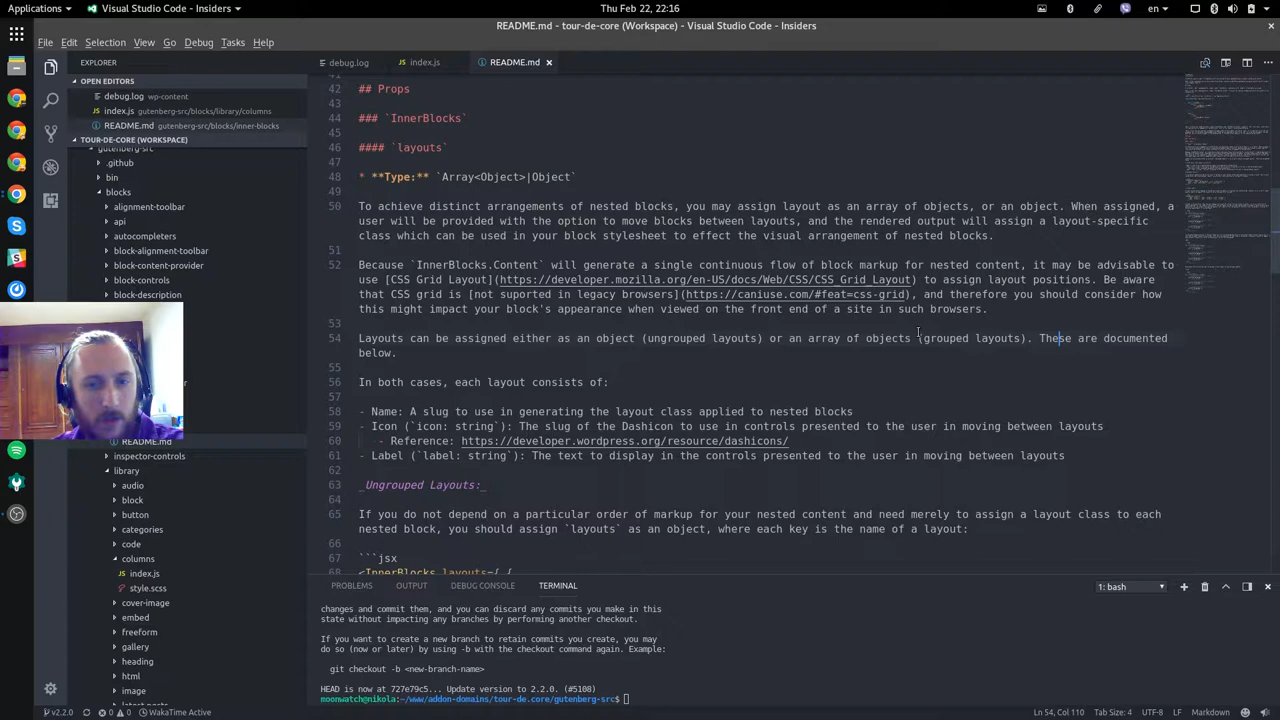 Applications
Visual Studio Code - Insiders
Thu Feb 22, 22:16
en
README.md - tour-de-core (Workspace) - Visual Studio Code - Insiders
File Edit Selection View Go Debug Tasks Help
EXPLORER
OPEN EDITORS
debug.log wp-content
index.js gutenberg-src/blocks/library/columns
README.md gutenberg-src/blocks/inner-blocks
TOUR-DE-CORE (WORKSPACE)
gutenberg-src
.github
bin
blocks
alignment-toolbar
api
autocompleters
block-alignment-toolbar
block-content-provider
block-controls
block-description
README.md
inspector-controls
library
audio
block
button
categories
code
columns
index.js
style.scss
cover-image
embed
freeform
gallery
heading
html
image
debug.log
index.js
README.md
41
42 ## Props
43
44 ### `InnerBlocks`
45
46 #### `layouts`
47
48 * **Type:** `Array<Object>|Object`
49
50 To achieve distinct arrangements of nested blocks, you may assign layout as an array of objects, or an object. When assigned, a
user will be provided with the option to move blocks between layouts, and the rendered output will assign a layout-specific
class which can be used in your block stylesheet to effect the visual arrangement of nested blocks.
51
52 Because `InnerBlocks.Content` will generate a single continuous flow of block markup for nested content, it may be advisable to
use [CSS Grid Layout](https://developer.mozilla.org/en-US/docs/Web/CSS/CSS_Grid_Layout) to assign layout positions. Be aware
that CSS grid is [not suported in legacy browsers](https://caniuse.com/#feat=css-grid), and therefore you should consider how
this might impact your block's appearance when viewed on the front end of a site in such browsers.
53
54 Layouts can be assigned either as an object (ungrouped layouts) or an array of objects (grouped layouts). These are documented
below.
55
56 In both cases, each layout consists of:
57
58 - Name: A slug to use in generating the layout class applied to nested blocks
59 - Icon (`icon: string`): The slug of the Dashicon to use in controls presented to the user in moving between layouts
60 - Reference: https://developer.wordpress.org/resource/dashicons/
61 - Label (`label: string`): The text to display in the controls presented to the user in moving between layouts
62
63 _Ungrouped Layouts:_
64
65 If you do not depend on a particular order of markup for your nested content and need merely to assign a layout class to each
nested block, you should assign `layouts` as an object, where each key is the name of a layout:
66
67 ```jsx
68 <InnerBlocks layouts={ {
PROBLEMS OUTPUT DEBUG CONSOLE TERMINAL
1: bash
changes and commit them, and you can discard any commits you make in this
state without impacting any branches by performing another checkout.
If you want to create a new branch to retain commits you create, you may
do so (now or later) by using -b with the checkout command again. Example:
git checkout -b <new-branch-name>
HEAD is now at 727e79c5... Update version to 2.2.0. (#5108)
moonwatch@nikola:~/www/addon-domains/tour-de.core/gutenberg-src$
v2.2.0
0 0
WakaTime Active
Ln 54, Col 110 Tab Size: 4 UTF-8 LF Markdown